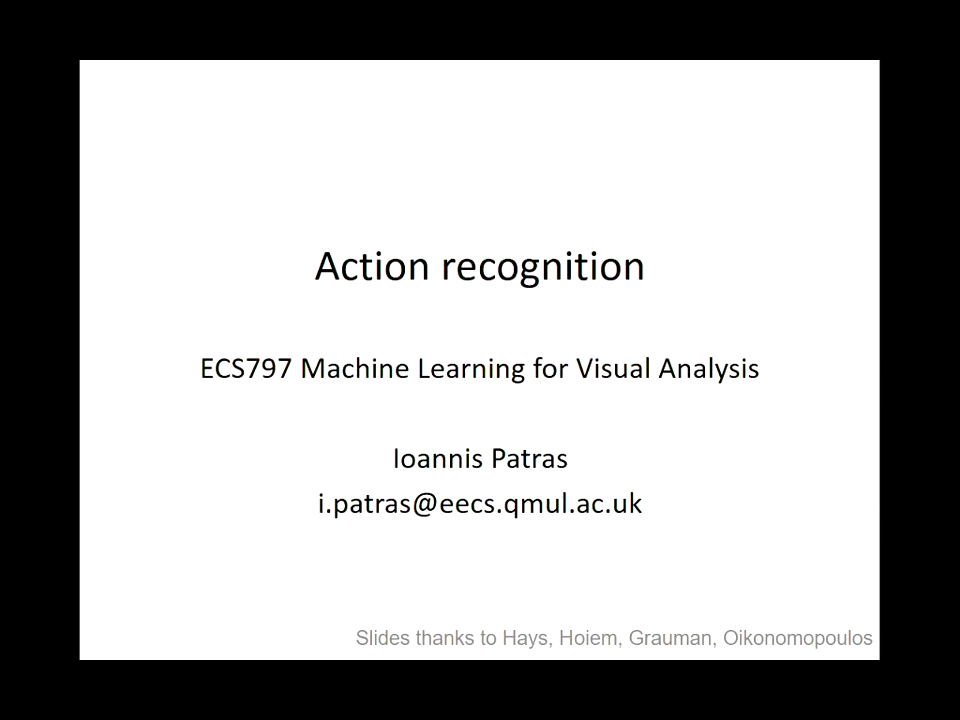 Action recognition
ECS797 Machine Learning for Visual Analysis
Ioannis Patras
i.patras@eecs.qmul.ac.uk
Slides thanks to Hays, Hoiem, Grauman, Oikonomopoulos